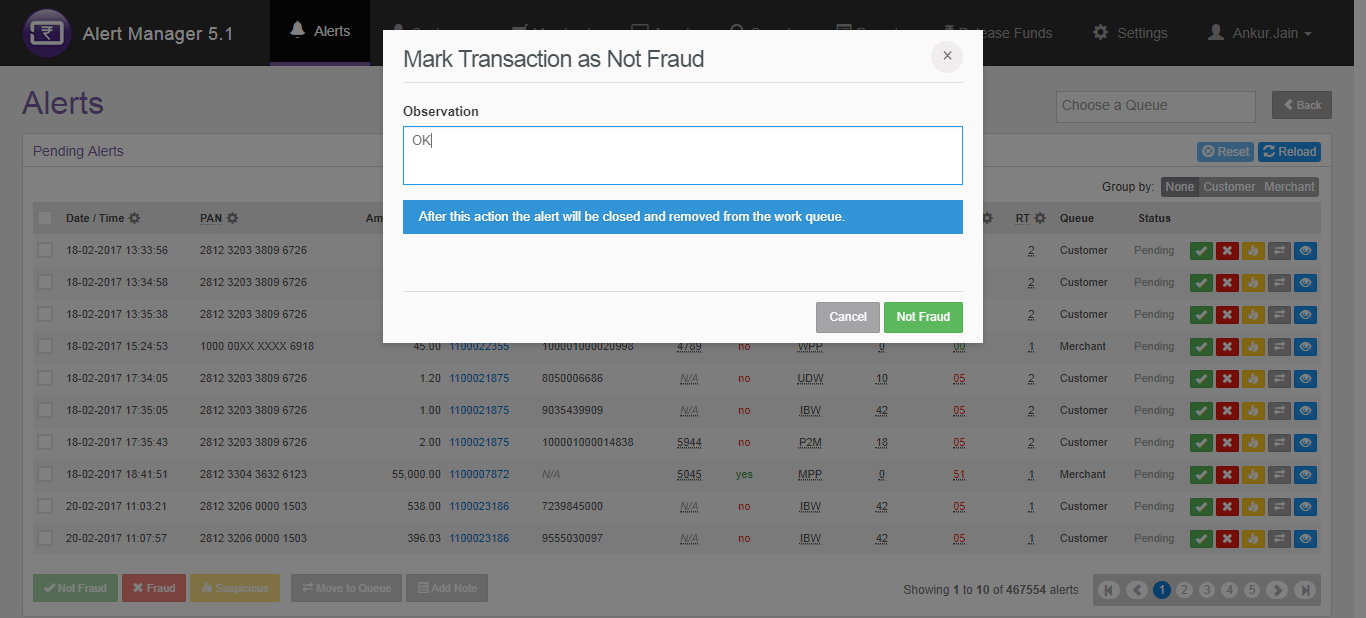 Alert Manager 5.1
Alerts
Release Funds
Settings
Ankur.Jain
Mark Transaction as Not Fraud
Observation
OK
After this action the alert will be closed and removed from the work queue.
Cancel Not Fraud
Alerts
Choose a Queue
Back
Pending Alerts
Reset Reload
Group by: None Customer Merchant
Date / Time PAN RT Queue Status
18-02-2017 13:33:56 2812 3203 3809 6726 2 Customer Pending
18-02-2017 13:34:58 2812 3203 3809 6726 2 Customer Pending
18-02-2017 13:35:38 2812 3203 3809 6726 2 Customer Pending
18-02-2017 15:24:53 1000 00XX XXXX 6918 45.00 1100022355 100001000020998 4789 no WPP 0 00 1 Merchant Pending
18-02-2017 17:34:05 2812 3203 3809 6726 1.20 1100021875 8050006686 N/A no UDW 10 05 2 Customer Pending
18-02-2017 17:35:05 2812 3203 3809 6726 1.00 1100021875 9035439909 N/A no IBW 42 05 2 Customer Pending
18-02-2017 17:35:43 2812 3203 3809 6726 2.00 1100021875 100001000014838 5944 no P2M 18 05 2 Customer Pending
18-02-2017 18:41:51 2812 3304 3632 6123 55,000.00 1100007872 N/A 5045 yes MPP 0 51 1 Merchant Pending
20-02-2017 11:03:21 2812 3206 0000 1503 538.00 1100023186 7239845000 N/A no IBW 42 05 1 Customer Pending
20-02-2017 11:07:57 2812 3206 0000 1503 396.03 1100023186 9555030097 N/A no IBW 42 05 1 Customer Pending
Not Fraud Fraud Suspicious Move to Queue Add Note
Showing 1 to 10 of 467554 alerts
1 2 3 4 5